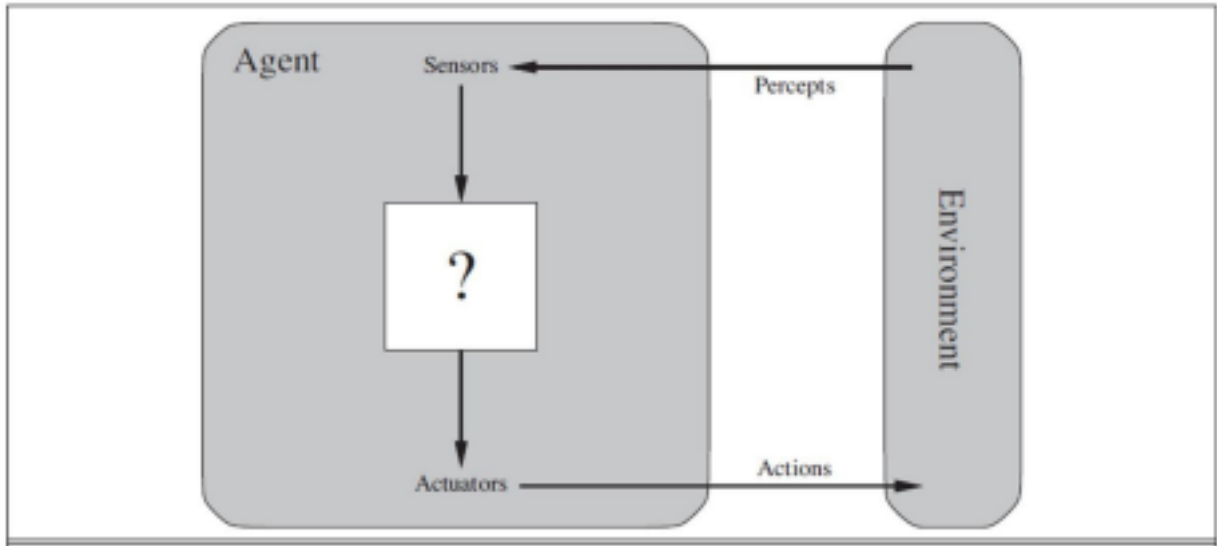 Agent
Sensors
Percepts
?
Environment
Actions
Actuators